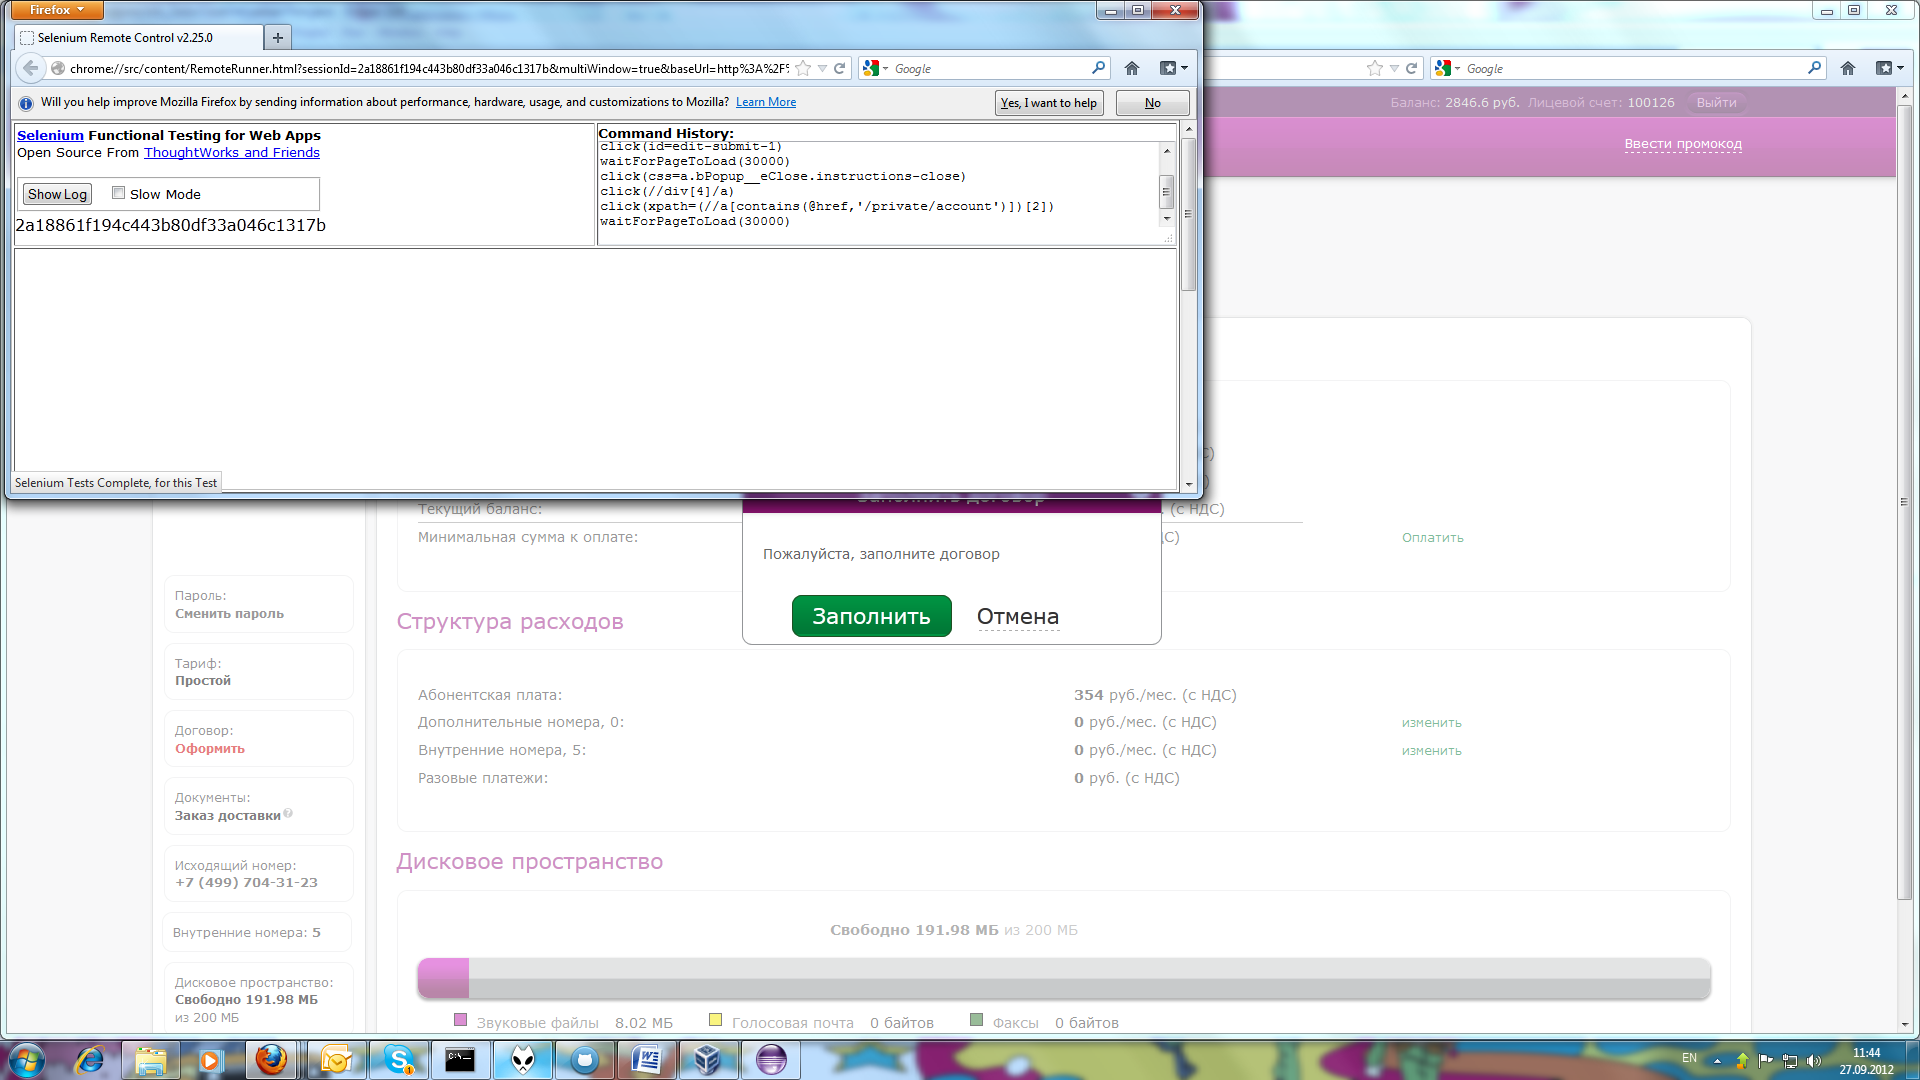 Firefox
Selenium Remote Control v2.25.0
chrome://src/content/RemoteRunner.html?sessionId=2a18861f194c443b80df33a046c1317b&multiWindow=true&baseUrl=http%3A%2F%
Google
Google
Will you help improve Mozilla Firefox by sending information about performance, hardware, usage, and customizations to Mozilla? Learn More
Yes, I want to help
No
Баланс: 2846.6 руб. Лицевой счет: 100126 Выйти
Ввести промокод
Selenium Functional Testing for Web Apps
Open Source From ThoughtWorks and Friends
Show Log
Slow Mode
2a18861f194c443b80df33a046c1317b
Command History:
click(id=edit-submit-1)
waitForPageToLoad(30000)
click(css=a.bPopup__eClose.instructions-close)
click(//div[4]/a)
click(xpath=(//a[contains(@href,'/private/account')])[2])
waitForPageToLoad(30000)
Selenium Tests Complete, for this Test
Заполнить договор
Текущий баланс:
. (с НДС)
Минимальная сумма к оплате:
Оплатить
Пожалуйста, заполните договор
Заполнить
Отмена
Пароль:
Сменить пароль
Тариф:
Простой
Договор:
Оформить
Документы:
Заказ доставки
Исходящий номер:
+7 (499) 704-31-23
Внутренние номера: 5
Дисковое пространство:
Свободно 191.98 МБ
из 200 МБ
Структура расходов
Абонентская плата: 354 руб./мес. (с НДС)
Дополнительные номера, 0: 0 руб./мес. (с НДС) изменить
Внутренние номера, 5: 0 руб./мес. (с НДС) изменить
Разовые платежи: 0 руб. (с НДС)
Дисковое пространство
Свободно 191.98 МБ из 200 МБ
Звуковые файлы 8.02 МБ
Голосовая почта 0 байтов
Факсы 0 байтов
EN
11:44
27.09.2012